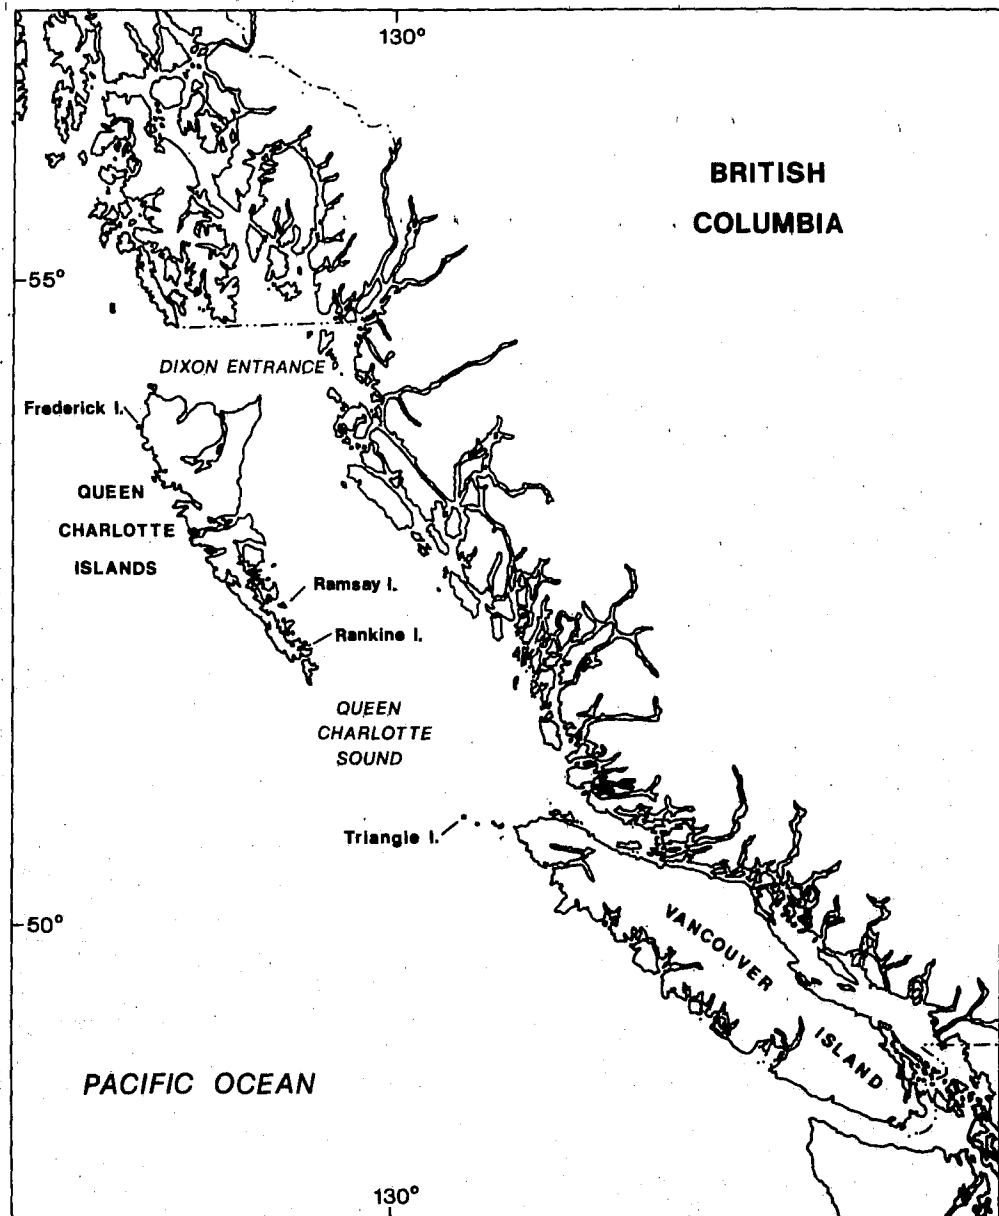 130°
BRITISH
COLUMBIA
55°
DIXON ENTRANCE
Frederick I.
QUEEN
CHARLOTTE
ISLANDS
Ramsay I.
Rankine I.
QUEEN
CHARLOTTE
SOUND
Triangle I.
50°
VANCOUVER
ISLAND
PACIFIC OCEAN
130°